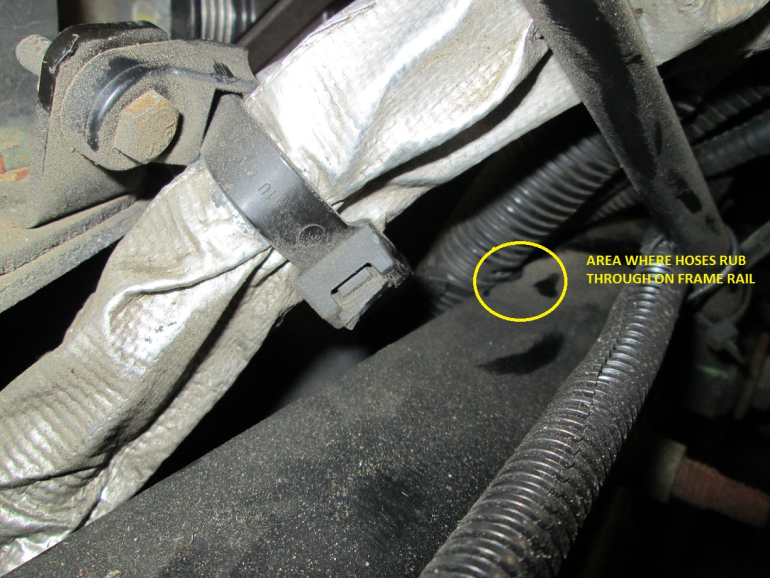 AREA WHERE HOSES RUB
THROUGH ON FRAME RAIL